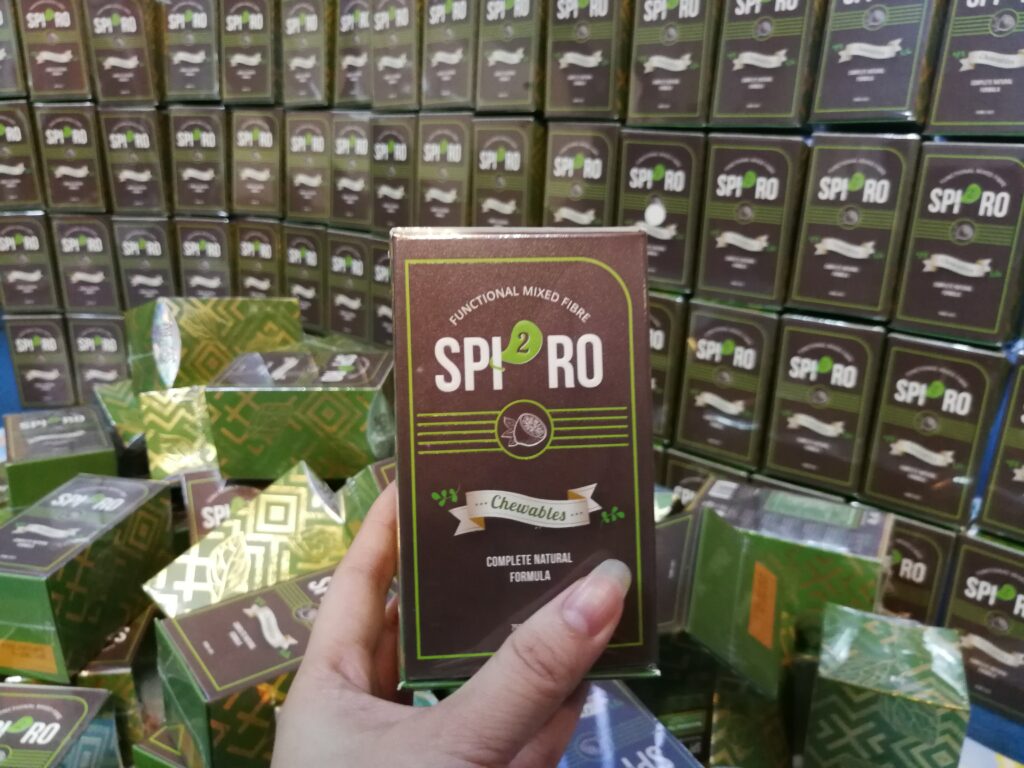 FUNCTIONAL MIXED FIBRE
SPI2RO
Chewables
COMPLETE NATURAL
FORMULA